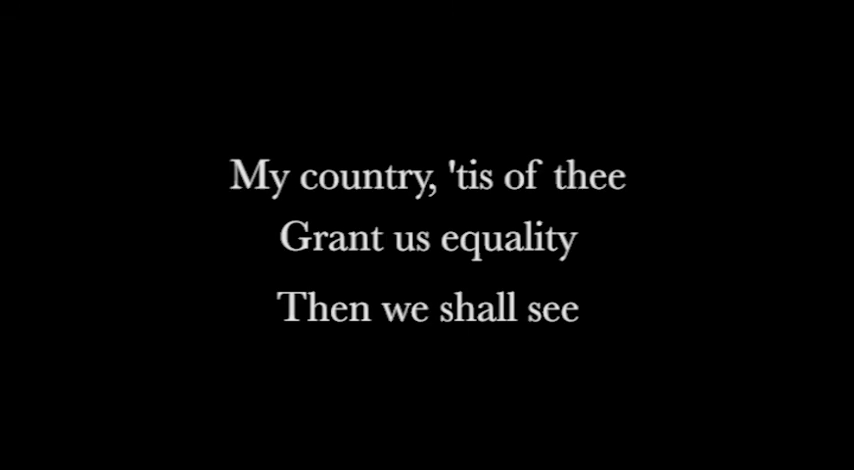 My country, 'tis of thee
Grant us equality
Then we shall see